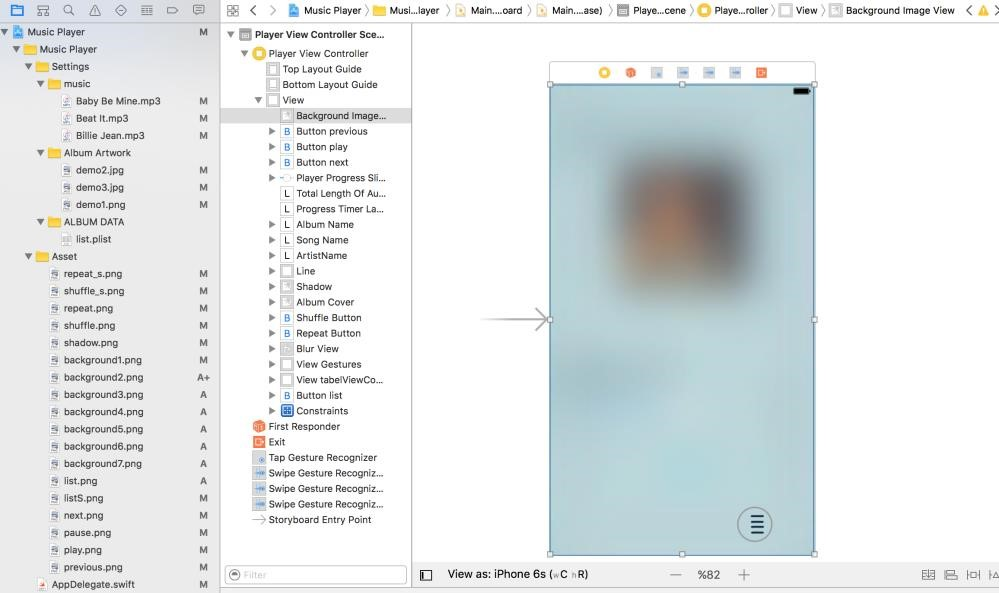 Music Player
Musi...layer
Main....oard
Main....ase)
Playe...cene
Playe...roller
View
Background Image View
Music Player M
Music Player
Settings
music
Baby Be Mine.mp3 M
Beat It.mp3 M
Billie Jean.mp3 M
Album Artwork
demo2.jpg M
demo3.jpg M
demo1.png M
ALBUM DATA
list.plist
Asset
repeat_s.png M
shuffle_s.png M
repeat.png M
shuffle.png M
shadow.png M
background1.png M
background2.png A+
background3.png A
background4.png A
background5.png A
background6.png A
background7.png A
list.png A
listS.png M
next.png M
pause.png M
play.png M
previous.png M
AppDelegate.swift M
Player View Controller Sce...
Player View Controller
Top Layout Guide
Bottom Layout Guide
View
Background Image...
B Button previous
B Button play
B Button next
Player Progress Sli...
L Total Length Of Au...
L Progress Timer La...
L Album Name
L Song Name
L ArtistName
Line
Shadow
Album Cover
B Shuffle Button
B Repeat Button
Blur View
View Gestures
View tabelViewCo...
B Button list
Constraints
First Responder
Exit
Tap Gesture Recognizer
Swipe Gesture Recogniz...
Swipe Gesture Recogniz...
Swipe Gesture Recogniz...
Storyboard Entry Point
Filter
View as: iPhone 6s (wC hR)
%82